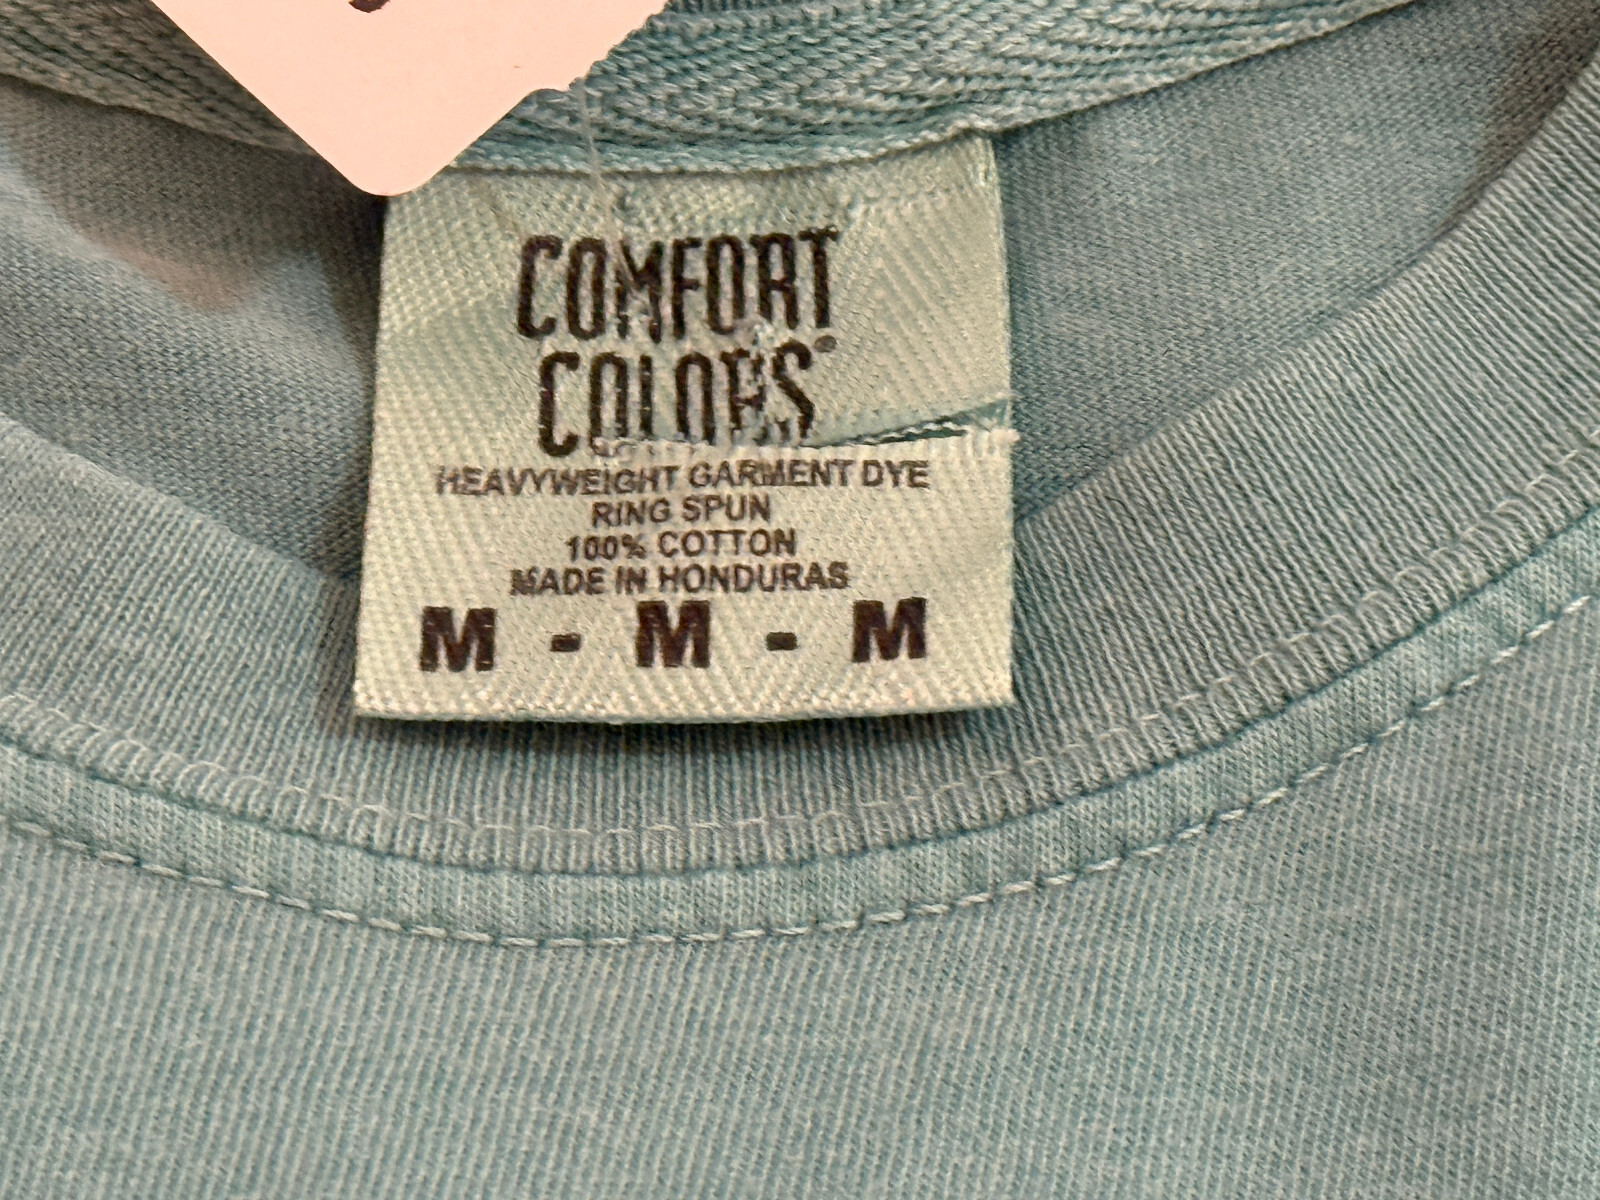 COMFORT
COLORS®
HEAVYWEIGHT GARMENT DYE
RING SPUN
100% COTTON
MADE IN HONDURAS
M - M - M